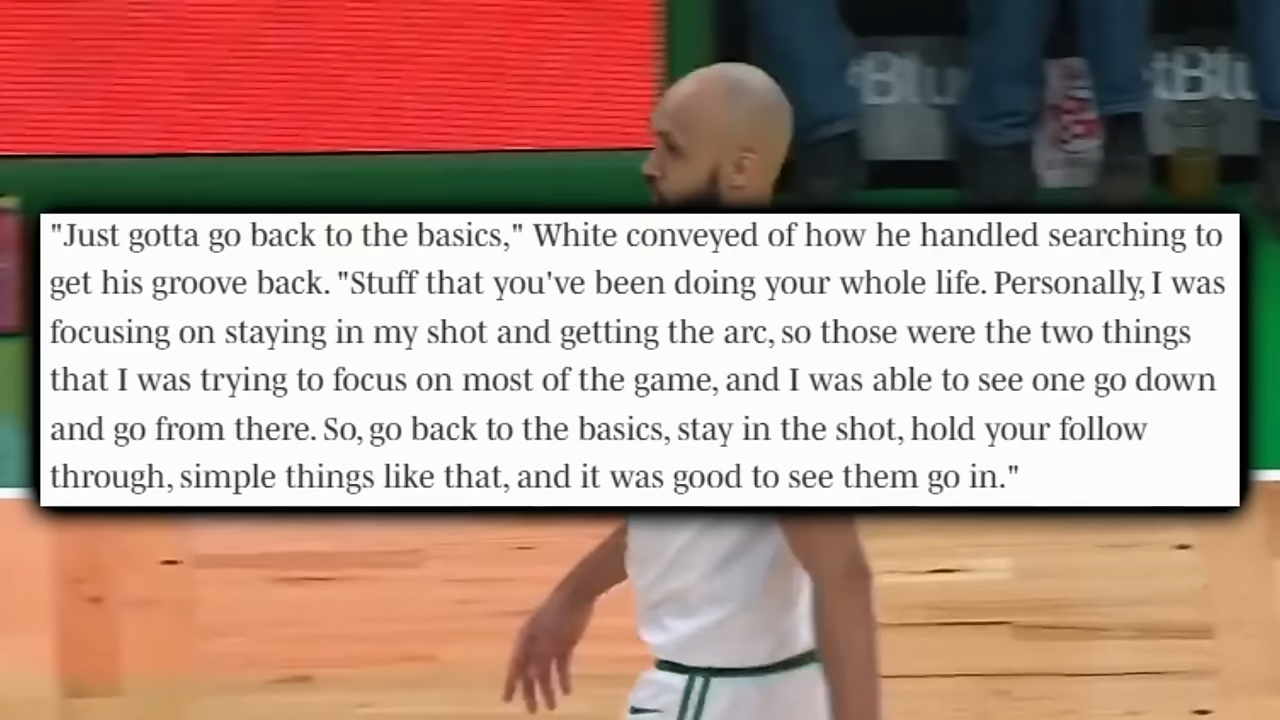 tBlu
tBlu
"Just gotta go back to the basics," White conveyed of how he handled searching to
get his groove back. "Stuff that you've been doing your whole life. Personally, I was
focusing on staying in my shot and getting the arc, so those were the two things
that I was trying to focus on most of the game, and I was able to see one go down
and go from there. So, go back to the basics, stay in the shot, hold your follow
through, simple things like that, and it was good to see them go in."